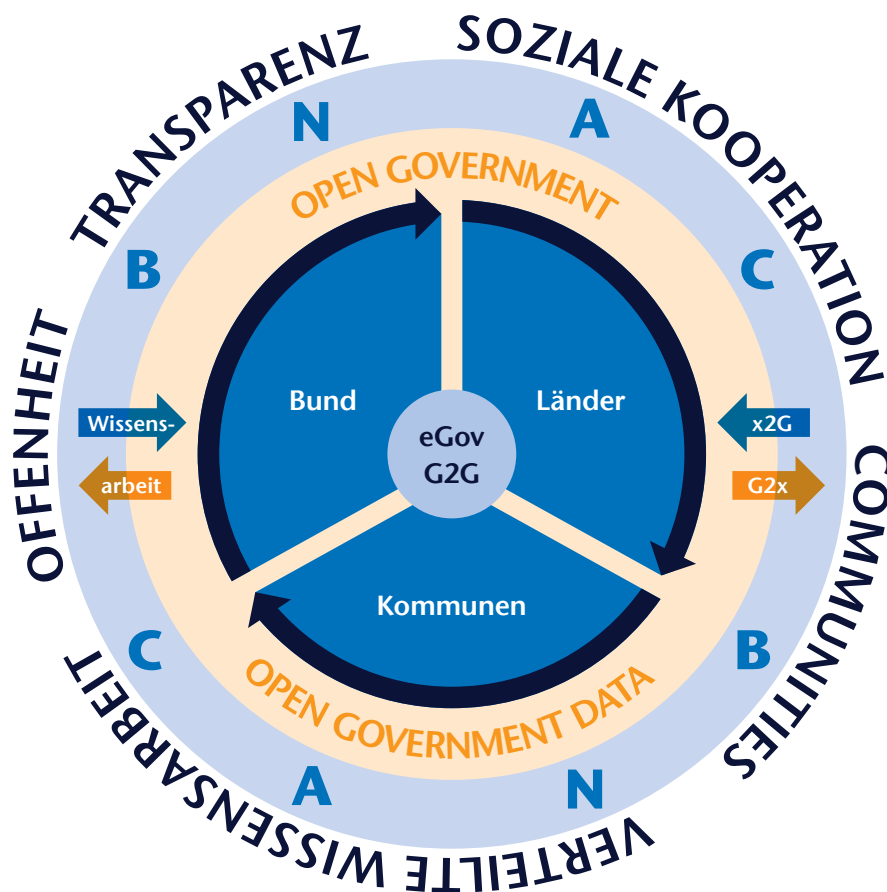 TRANSPARENZ
SOZIALE KOOPERATION
COMMUNITIES
VERTEILTE WISSENSARBEIT
OFFENHEIT
N
A
C
B
N
A
C
B
OPEN GOVERNMENT
Bund
Länder
eGov
G2G
Kommunen
Wissens-
arbeit
x2G
G2x
OPEN GOVERNMENT DATA